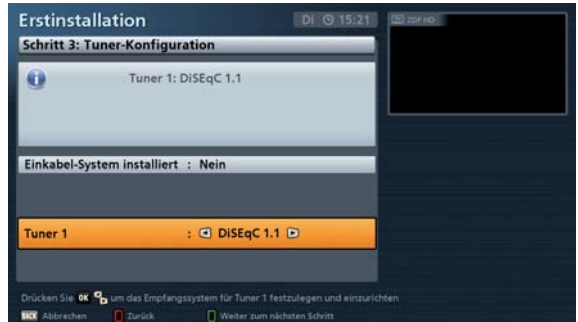 Erstinstallation
Di 15:21
ZDF HD
Schritt 3: Tuner-Konfiguration
Tuner 1: DiSEqC 1.1
Einkabel-System installiert : Nein
Tuner 1 : DiSEqC 1.1
Drücken Sie OK um das Empfangssystem für Tuner 1 festzulegen und einzurichten
BACK Abbrechen Zurück Weiter zum nächsten Schritt